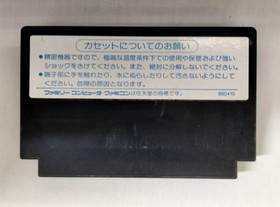 カセットについてのお願い
●精密機器ですので、極端な温度条件下での使用や保管および強い
ショックをさけてください。また、絶対に分解しないでください。
●端子部に手を触れたり、水にぬらしたりして汚さないようにして
ください。故障の原因となります。
ファミリーコンピュータ・ファミコンは任天堂の商標です。